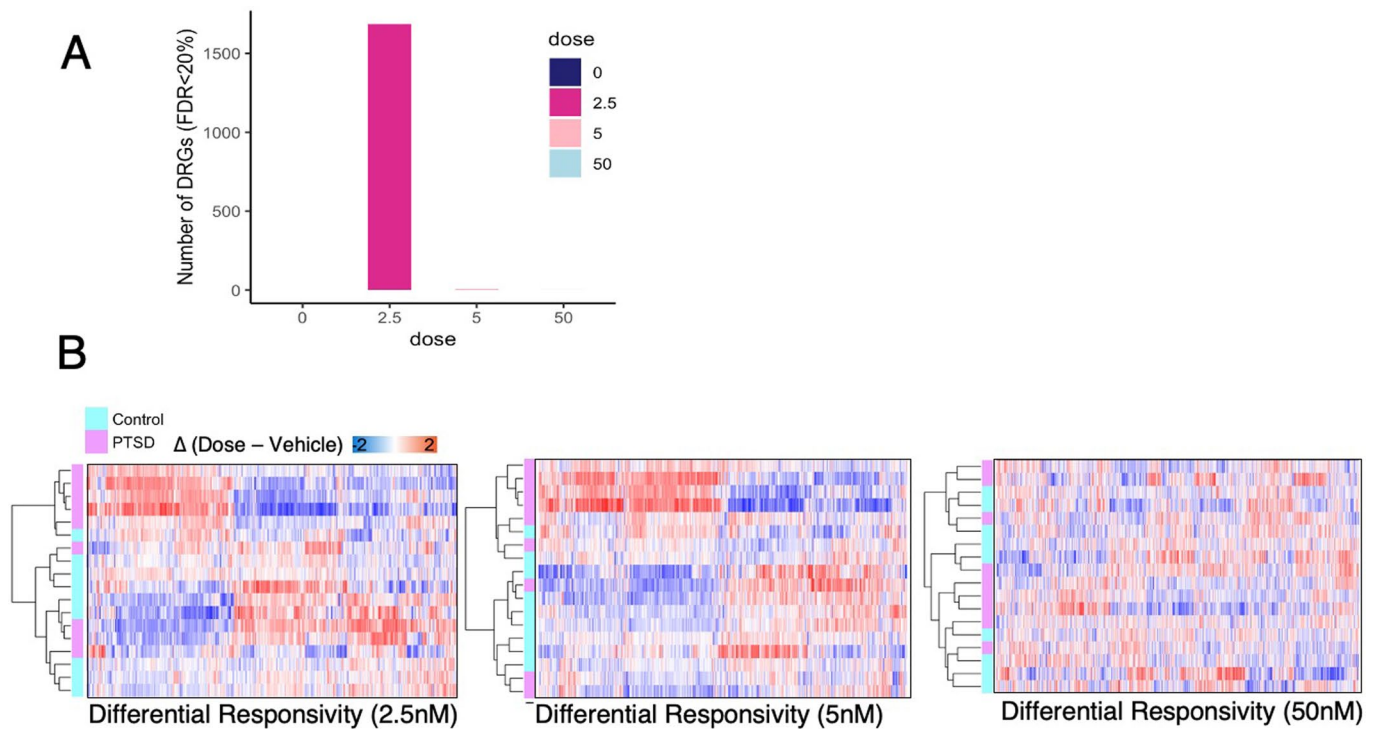 A
Number of DRGs (FDR<20%)
1500
1000
500
0
0
2.5
5
50
dose
dose
0
2.5
5
50
B
Control
PTSD
Δ (Dose – Vehicle)
-2
2
Differential Responsivity (2.5nM)
Differential Responsivity (5nM)
Differential Responsivity (50nM)